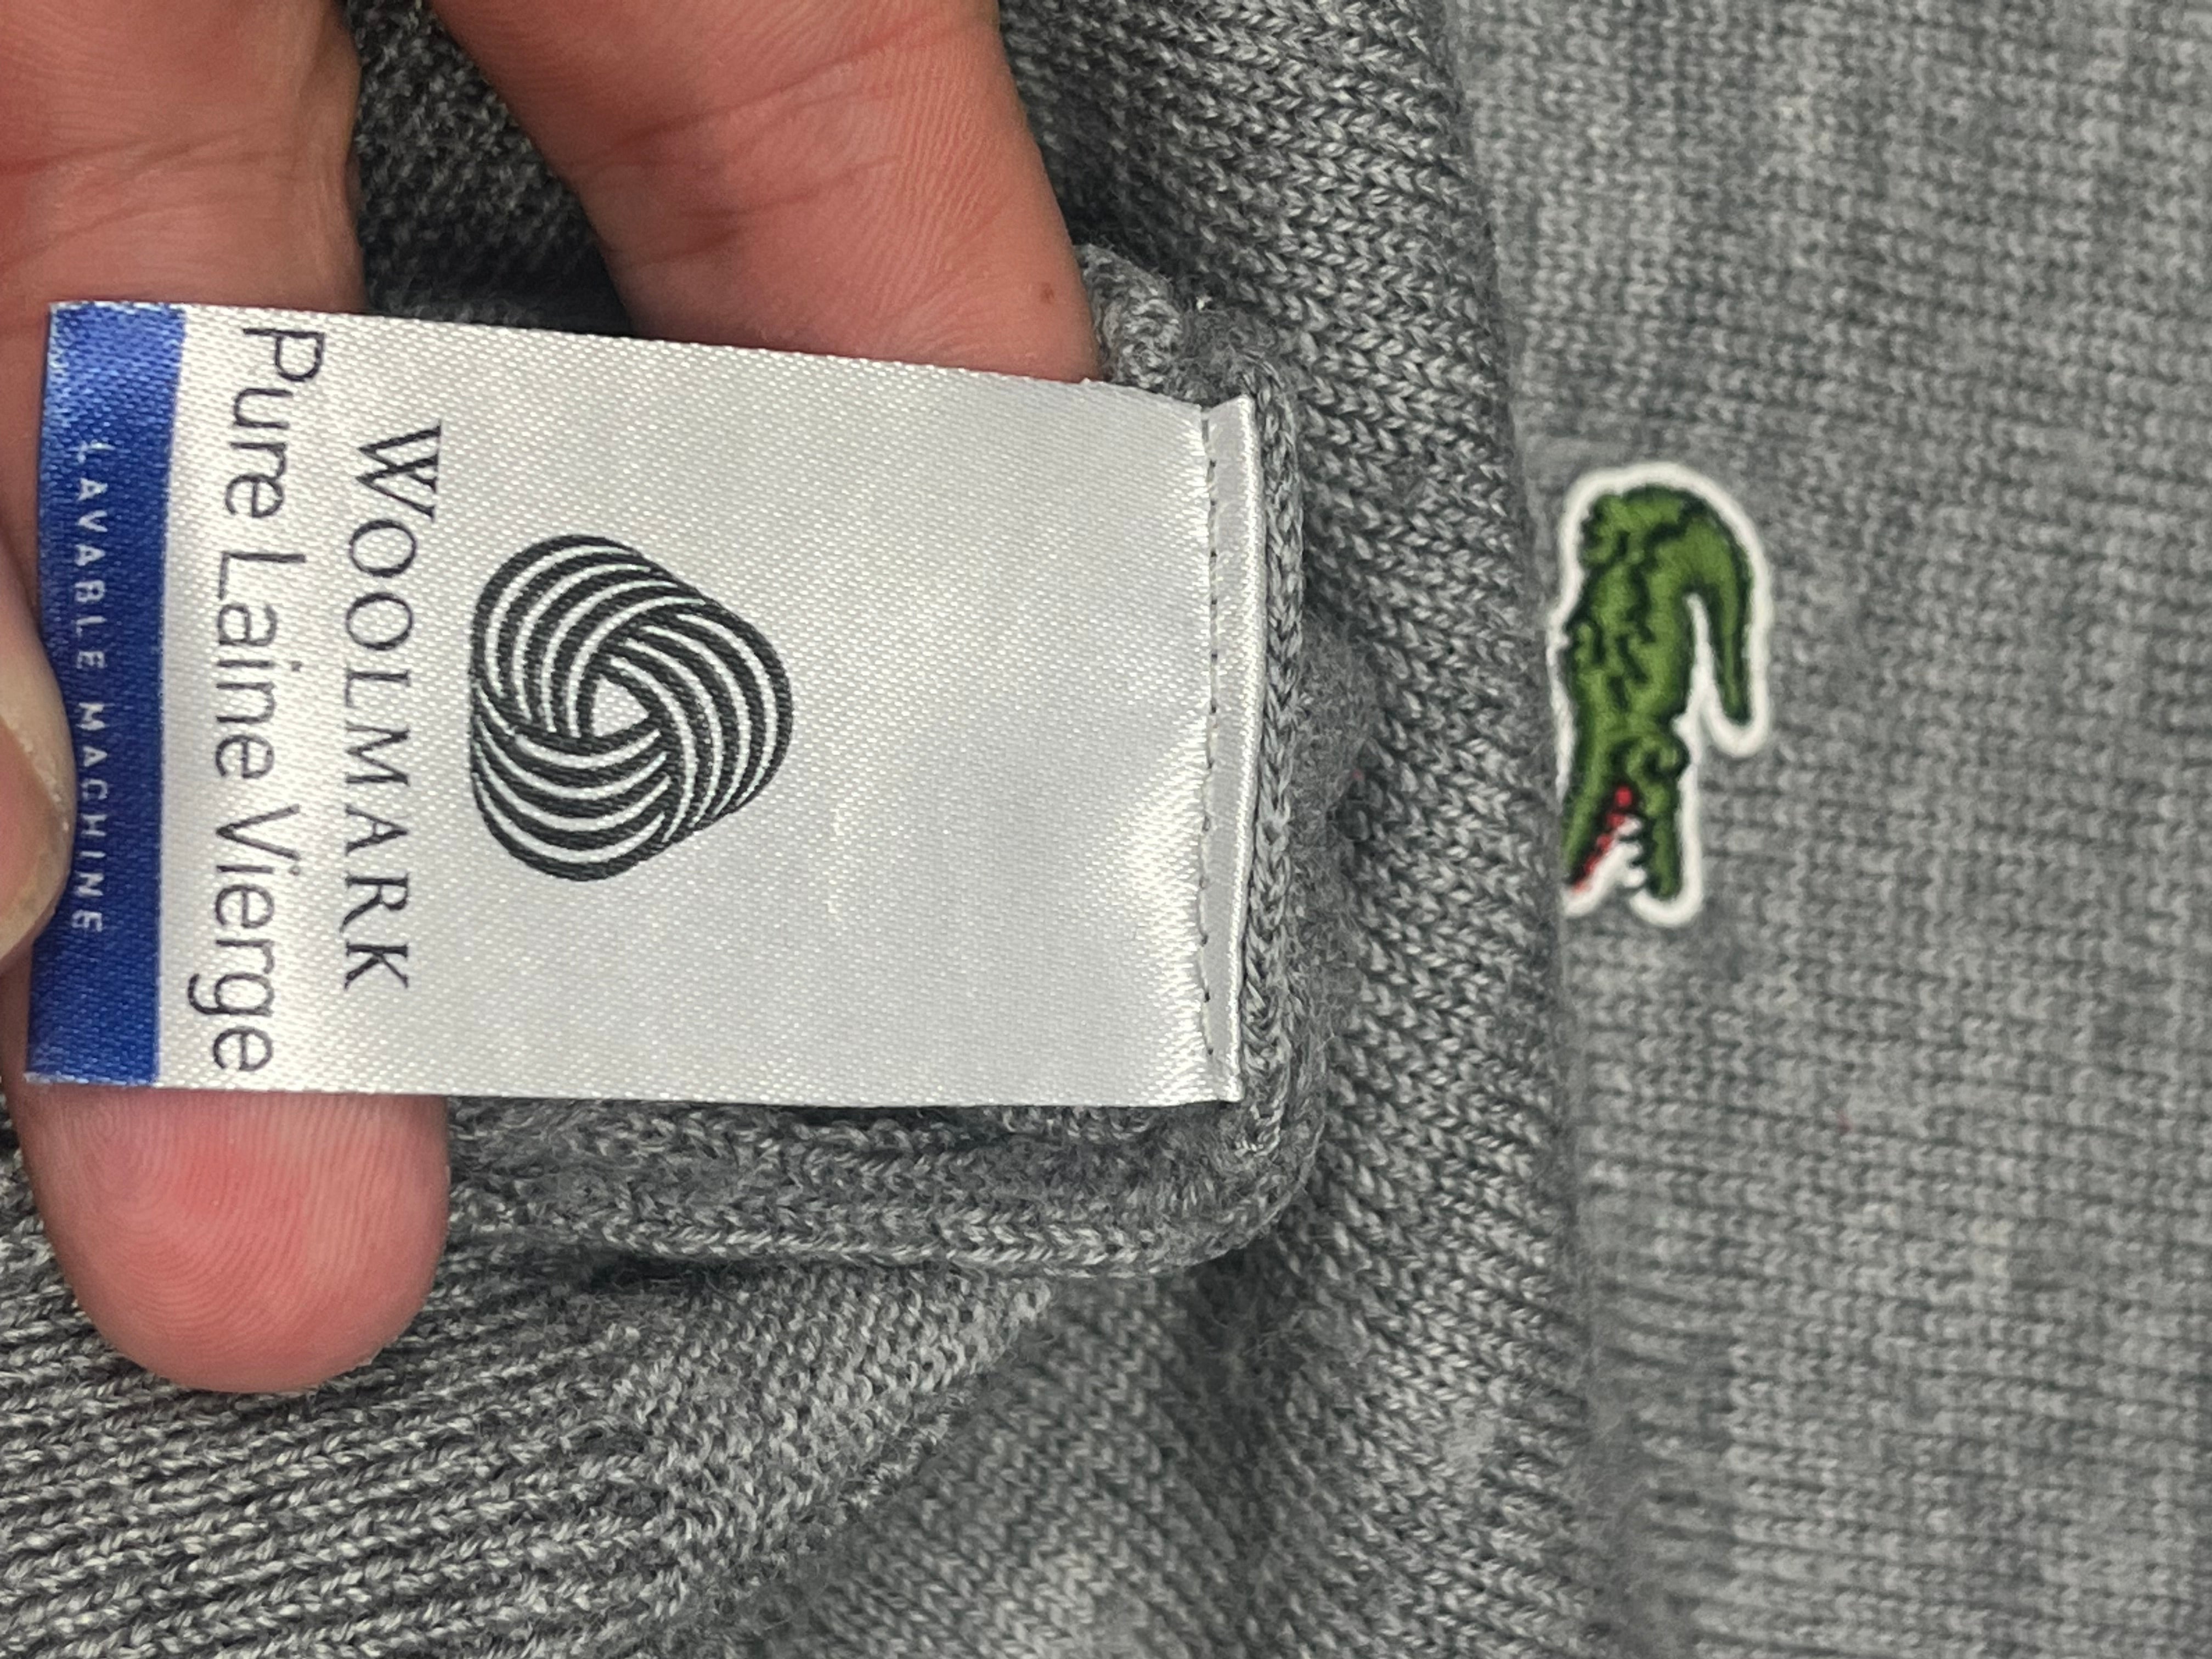 WOOLMARK
Pure Laine Vierge
LAVABLE MACHINE